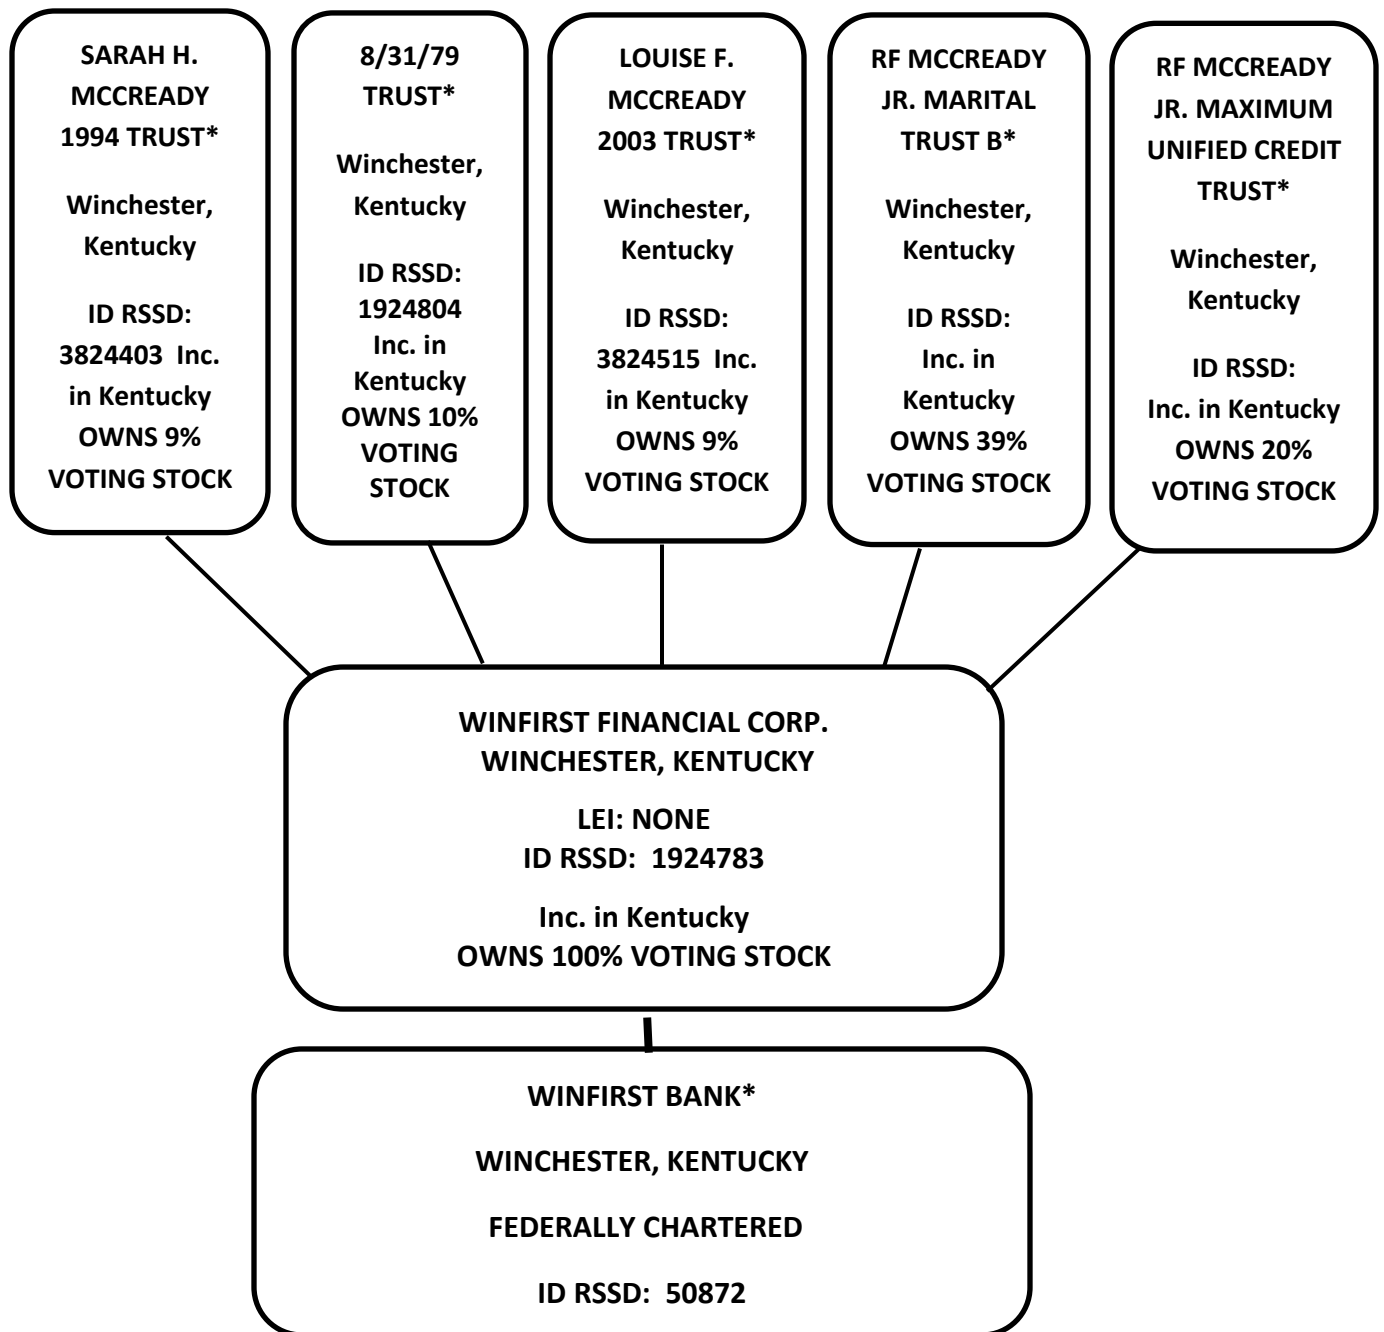 SARAH H.
MCCREADY
1994 TRUST*
Winchester,
Kentucky
ID RSSD:
3824403 Inc.
in Kentucky
OWNS 9%
VOTING STOCK
8/31/79
TRUST*
Winchester,
Kentucky
ID RSSD:
1924804
Inc. in
Kentucky
OWNS 10%
VOTING
STOCK
LOUISE F.
MCCREADY
2003 TRUST*
Winchester,
Kentucky
ID RSSD:
3824515 Inc.
in Kentucky
OWNS 9%
VOTING STOCK
RF MCCREADY
JR. MARITAL
TRUST B*
Winchester,
Kentucky
ID RSSD:
Inc. in
Kentucky
OWNS 39%
VOTING STOCK
RF MCCREADY
JR. MAXIMUM
UNIFIED CREDIT
TRUST*
Winchester,
Kentucky
ID RSSD:
Inc. in Kentucky
OWNS 20%
VOTING STOCK
WINFIRST FINANCIAL CORP.
WINCHESTER, KENTUCKY
LEI: NONE
ID RSSD: 1924783
Inc. in Kentucky
OWNS 100% VOTING STOCK
WINFIRST BANK*
WINCHESTER, KENTUCKY
FEDERALLY CHARTERED
ID RSSD: 50872